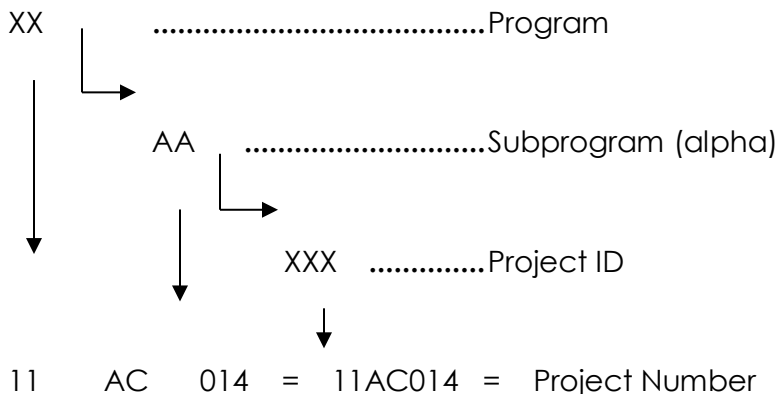 XX ....................................Program
AA ..........................Subprogram (alpha)
XXX ..............Project ID
11 AC 014 = 11AC014 = Project Number